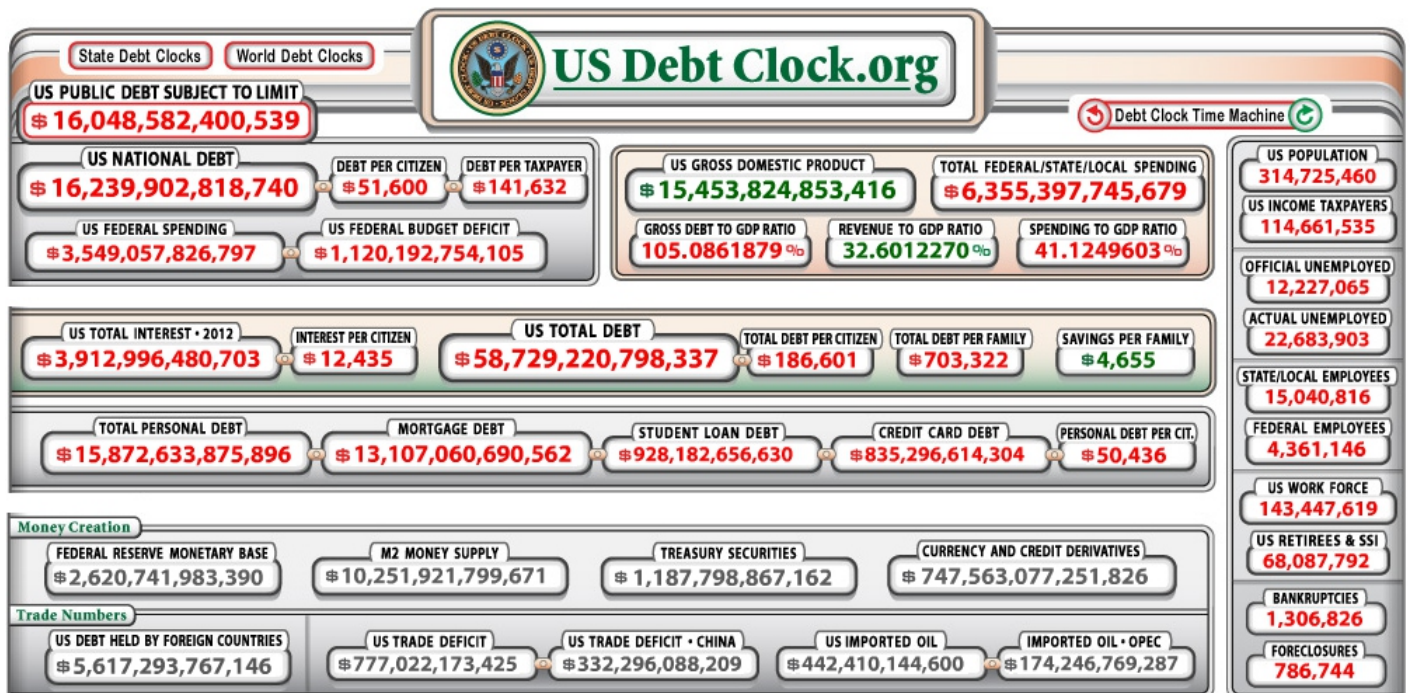 State Debt Clocks
World Debt Clocks
US Debt Clock.org
US PUBLIC DEBT SUBJECT TO LIMIT
$ 16,048,582,400,539
Debt Clock Time Machine
US NATIONAL DEBT
$ 16,239,902,818,740
DEBT PER CITIZEN
$ 51,600
DEBT PER TAXPAYER
$ 141,632
US FEDERAL SPENDING
$ 3,549,057,826,797
US FEDERAL BUDGET DEFICIT
$ 1,120,192,754,105
US GROSS DOMESTIC PRODUCT
$ 15,453,824,853,416
TOTAL FEDERAL/STATE/LOCAL SPENDING
$ 6,355,397,745,679
GROSS DEBT TO GDP RATIO
105.0861879 %
REVENUE TO GDP RATIO
32.6012270 %
SPENDING TO GDP RATIO
41.1249603 %
US TOTAL INTEREST • 2012
$ 3,912,996,480,703
INTEREST PER CITIZEN
$ 12,435
US TOTAL DEBT
$ 58,729,220,798,337
TOTAL DEBT PER CITIZEN
$ 186,601
TOTAL DEBT PER FAMILY
$ 703,322
SAVINGS PER FAMILY
$ 4,655
TOTAL PERSONAL DEBT
$ 15,872,633,875,896
MORTGAGE DEBT
$ 13,107,060,690,562
STUDENT LOAN DEBT
$ 928,182,656,630
CREDIT CARD DEBT
$ 835,296,614,304
PERSONAL DEBT PER CIT.
$ 50,436
Money Creation
FEDERAL RESERVE MONETARY BASE
$ 2,620,741,983,390
M2 MONEY SUPPLY
$ 10,251,921,799,671
TREASURY SECURITIES
$ 1,187,798,867,162
CURRENCY AND CREDIT DERIVATIVES
$ 747,563,077,251,826
Trade Numbers
US DEBT HELD BY FOREIGN COUNTRIES
$ 5,617,293,767,146
US TRADE DEFICIT
$ 777,022,173,425
US TRADE DEFICIT • CHINA
$ 332,296,088,209
US IMPORTED OIL
$ 442,410,144,600
IMPORTED OIL • OPEC
$ 174,246,769,287
US POPULATION
314,725,460
US INCOME TAXPAYERS
114,661,535
OFFICIAL UNEMPLOYED
12,227,065
ACTUAL UNEMPLOYED
22,683,903
STATE/LOCAL EMPLOYEES
15,040,816
FEDERAL EMPLOYEES
4,361,146
US WORK FORCE
143,447,619
US RETIREES & SSI
68,087,792
BANKRUPTCIES
1,306,826
FORECLOSURES
786,744